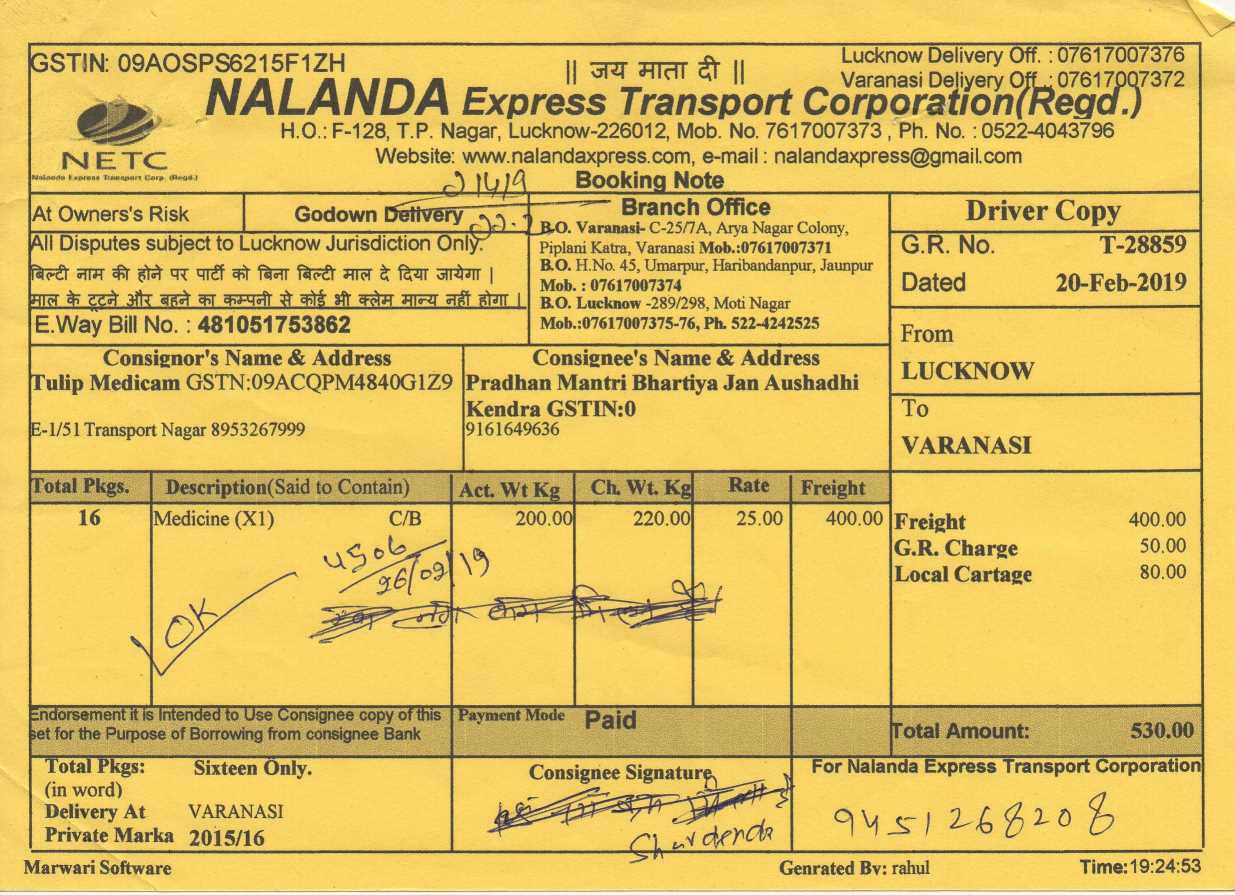 GSTIN: 09AOSPS6215F1ZH
|| जय माता दी ||
Lucknow Delivery Off. : 07617007376
Varanasi Delivery Off. : 07617007372
NALANDA Express Transport Corporation(Regd.)
H.O.: F-128, T.P. Nagar, Lucknow-226012, Mob. No. 7617007373 , Ph. No. : 0522-4043796
NETC
Website: www.nalandaxpress.com, e-mail : nalandaxpress@gmail.com
Nalanda Express Transport Corp. (Regd.)
Booking Note
At Owners's Risk
Godown Delivery
All Disputes subject to Lucknow Jurisdiction Only.
बिल्टी नाम की होने पर पार्टी को बिना बिल्टी माल दे दिया जायेगा |
माल के टूटने और बहने का कम्पनी से कोई भी क्लेम मान्य नहीं होगा |
E.Way Bill No. : 481051753862
Branch Office
B.O. Varanasi- C-25/7A, Arya Nagar Colony,
Piplani Katra, Varanasi Mob.:07617007371
B.O. H.No. 45, Umarpur, Haribandanpur, Jaunpur
Mob. : 07617007374
B.O. Lucknow -289/298, Moti Nagar
Mob.:07617007375-76, Ph. 522-4242525
Driver Copy
G.R. No. T-28859
Dated 20-Feb-2019
From
LUCKNOW
To
VARANASI
Consignor's Name & Address
Tulip Medicam GSTN:09ACQPM4840G1Z9
E-1/51 Transport Nagar 8953267999
Consignee's Name & Address
Pradhan Mantri Bhartiya Jan Aushadhi
Kendra GSTIN:0
9161649636
Total Pkgs. Description(Said to Contain) Act. Wt Kg Ch. Wt. Kg Rate Freight
16 Medicine (X1) C/B 200.00 220.00 25.00 400.00
Freight 400.00
G.R. Charge 50.00
Local Cartage 80.00
4506
26/02/19
OK
Endorsement it is Intended to Use Consignee copy of this
set for the Purpose of Borrowing from consignee Bank
Payment Mode Paid
Total Amount: 530.00
Total Pkgs: Sixteen Only.
(in word)
Delivery At VARANASI
Private Marka 2015/16
Consignee Signature
For Nalanda Express Transport Corporation
9451268208
Marwari Software
Genrated By: rahul
Time:19:24:53